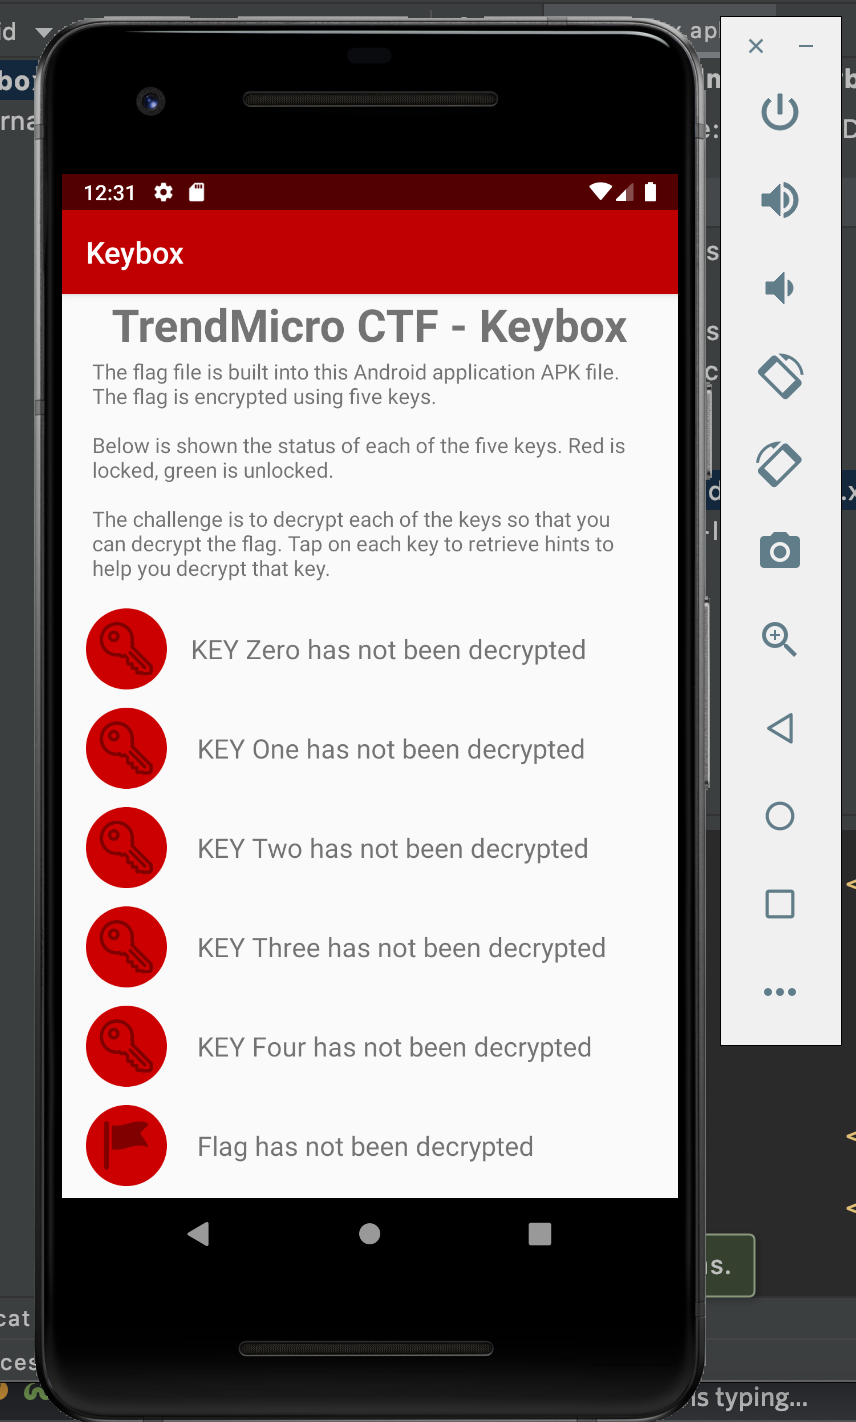 12:31
Keybox
TrendMicro CTF - Keybox
The flag file is built into this Android application APK file.
The flag is encrypted using five keys.
Below is shown the status of each of the five keys. Red is
locked, green is unlocked.
The challenge is to decrypt each of the keys so that you
can decrypt the flag. Tap on each key to retrieve hints to
help you decrypt that key.
KEY Zero has not been decrypted
KEY One has not been decrypted
KEY Two has not been decrypted
KEY Three has not been decrypted
KEY Four has not been decrypted
Flag has not been decrypted
is typing...